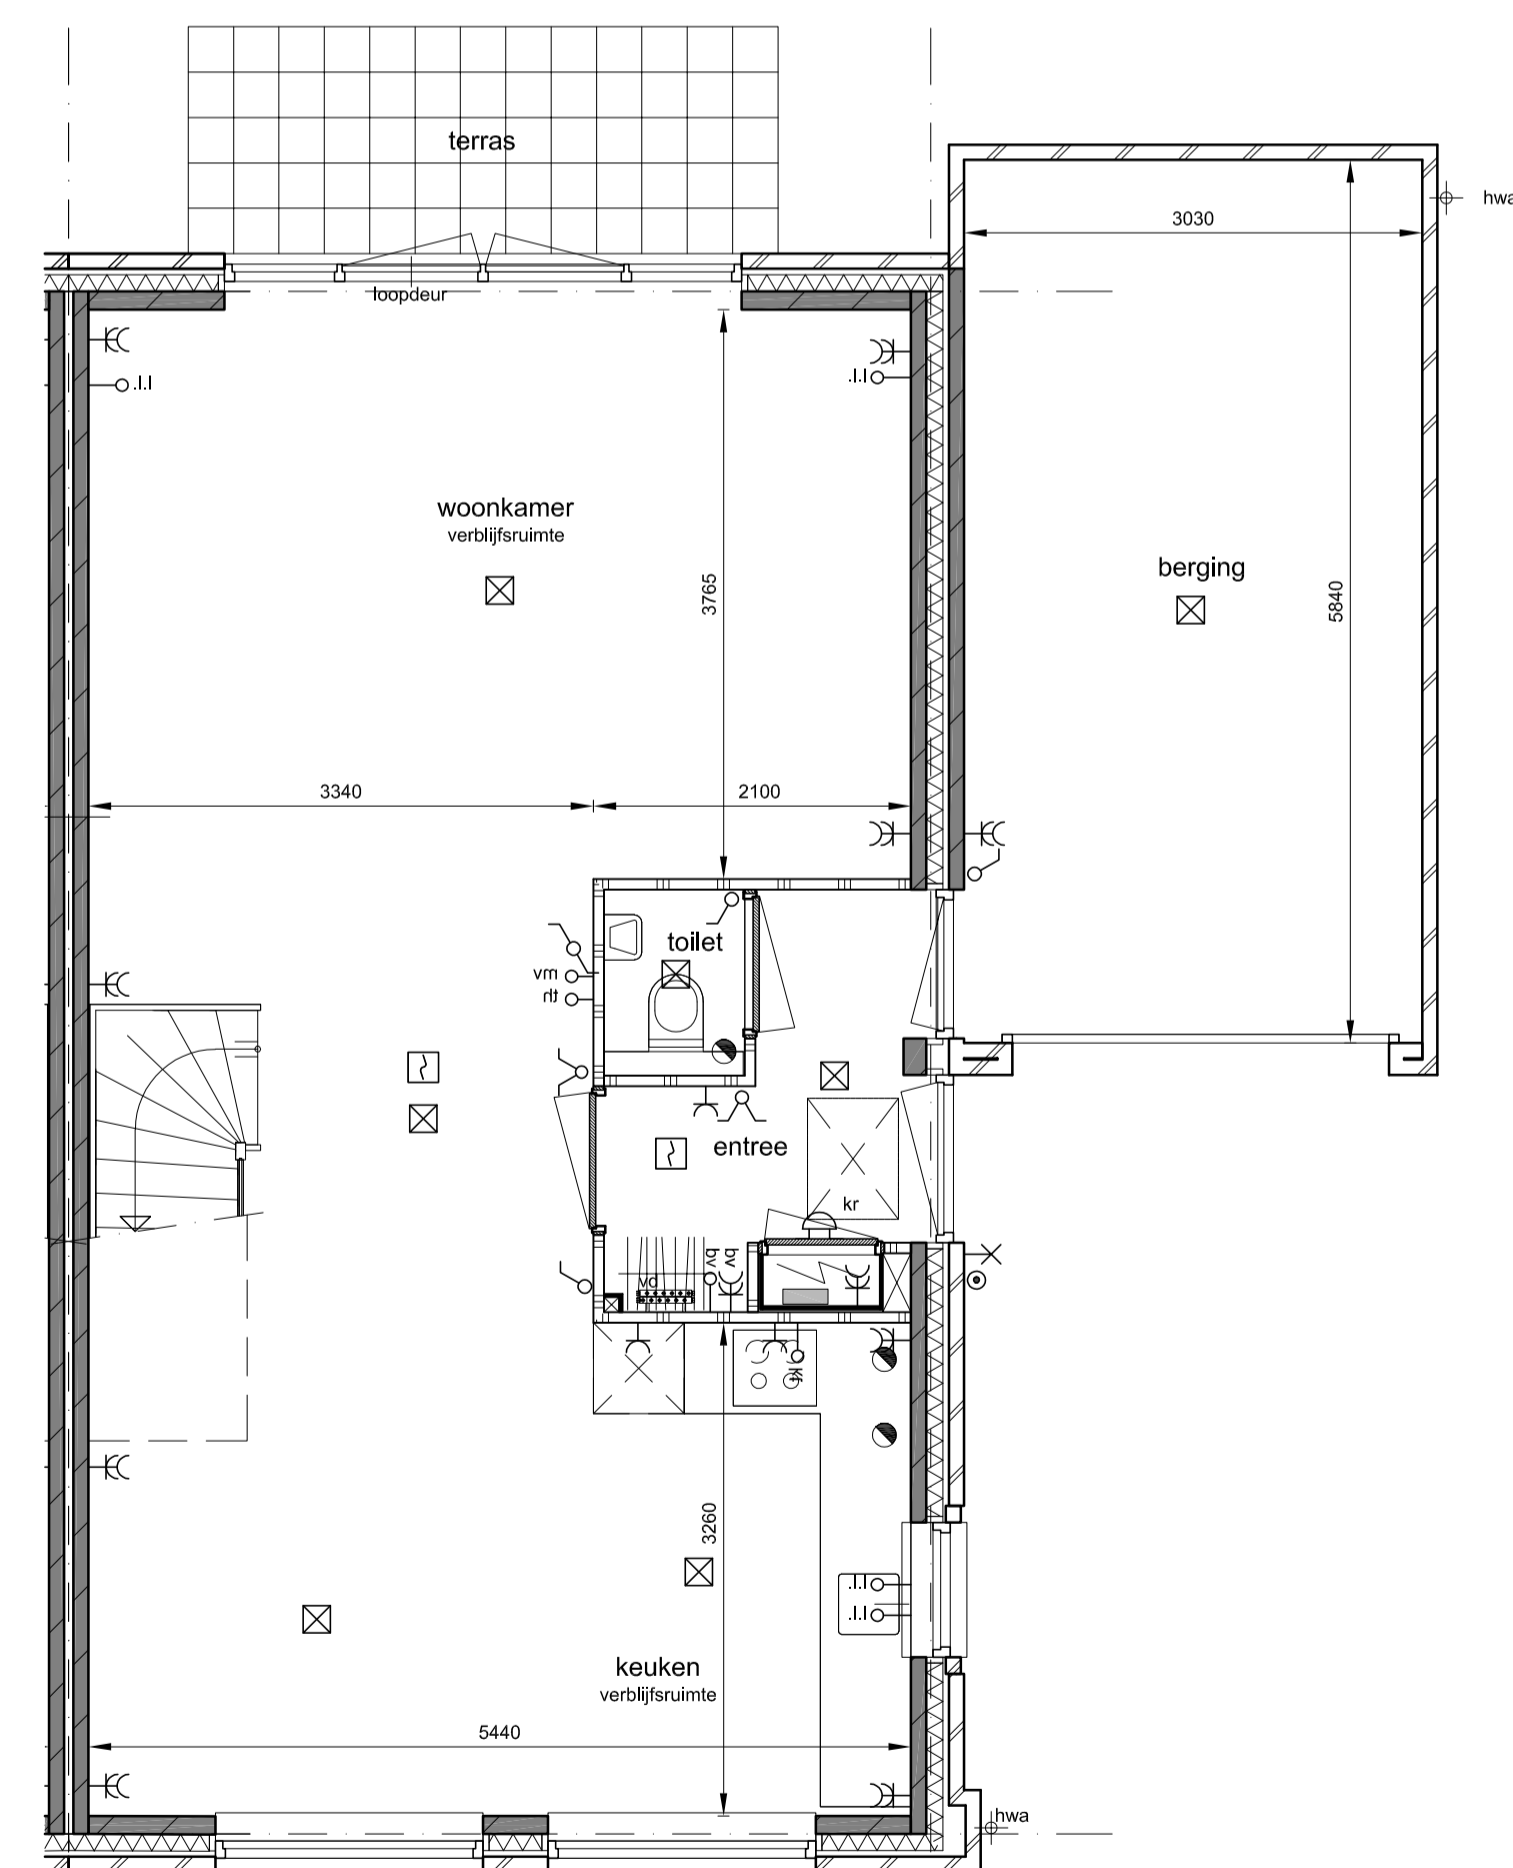 terras
hwa
3030
loopdeur
.l.l
.l.l
woonkamer
verblijfsruimte
3765
berging
5840
3340
2100
toilet
vm
th
entree
kr
bv
bv
vd
kf
3260
.l.l
.l.l
keuken
verblijfsruimte
5440
hwa